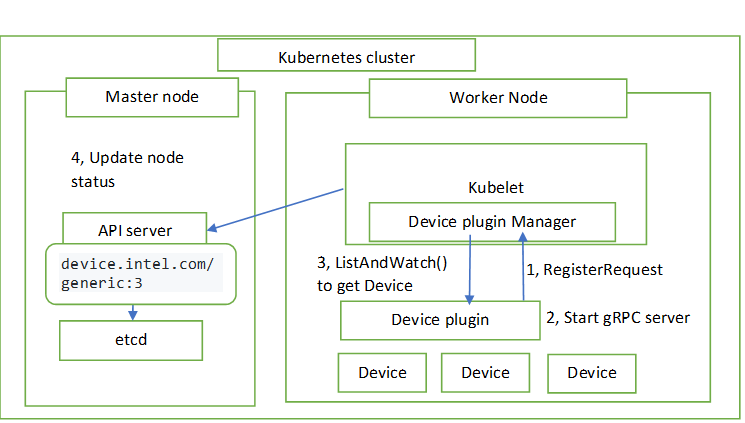 Kubernetes cluster
Master node
4, Update node
status
API server
device.intel.com/
generic:3
etcd
Worker Node
Kubelet
Device plugin Manager
3, ListAndWatch()
to get Device
1, RegisterRequest
Device plugin
2, Start gRPC server
Device
Device
Device